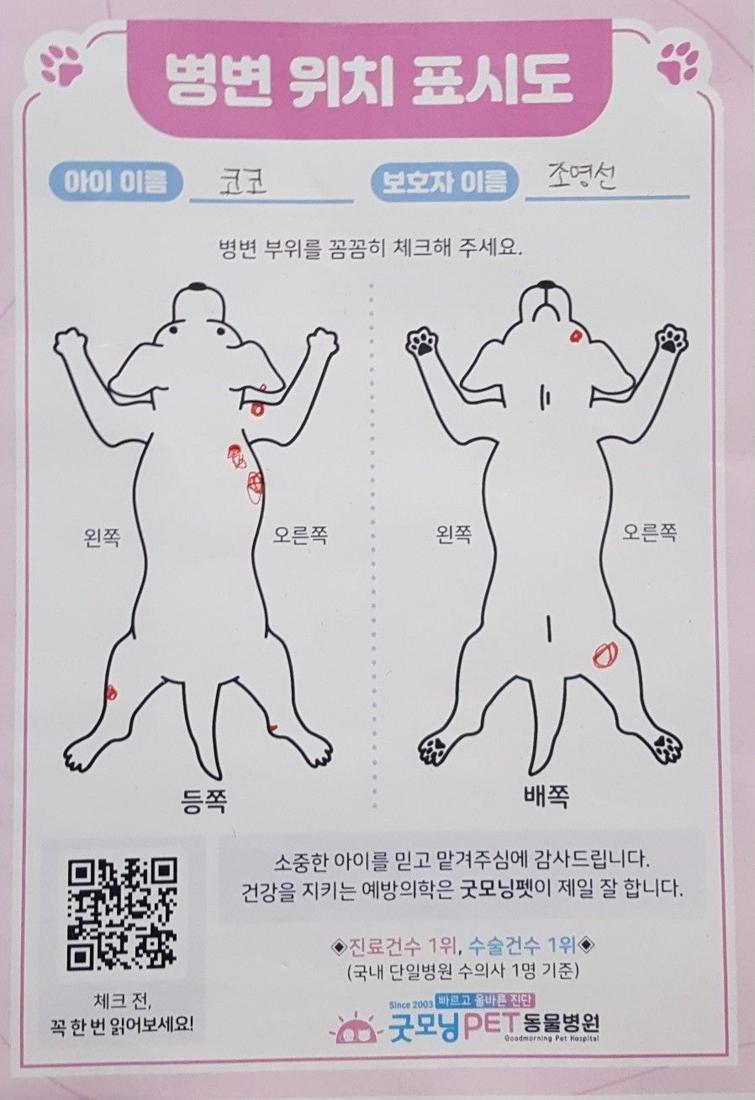 병변 위치 표시도
아이 이름 코코 보호자 이름 조영선
병변 부위를 꼼꼼히 체크해 주세요.
왼쪽 오른쪽 왼쪽 오른쪽
등쪽 배쪽
소중한 아이를 믿고 맡겨주심에 감사드립니다.
건강을 지키는 예방의학은 굿모닝펫이 제일 잘 합니다.
◈진료건수 1위, 수술건수 1위◈
(국내 단일병원 수의사 1명 기준)
체크 전,
꼭 한 번 읽어보세요!
Since 2003 빠르고 올바른 진단
굿모닝PET동물병원
Goodmorning Pet Hospital